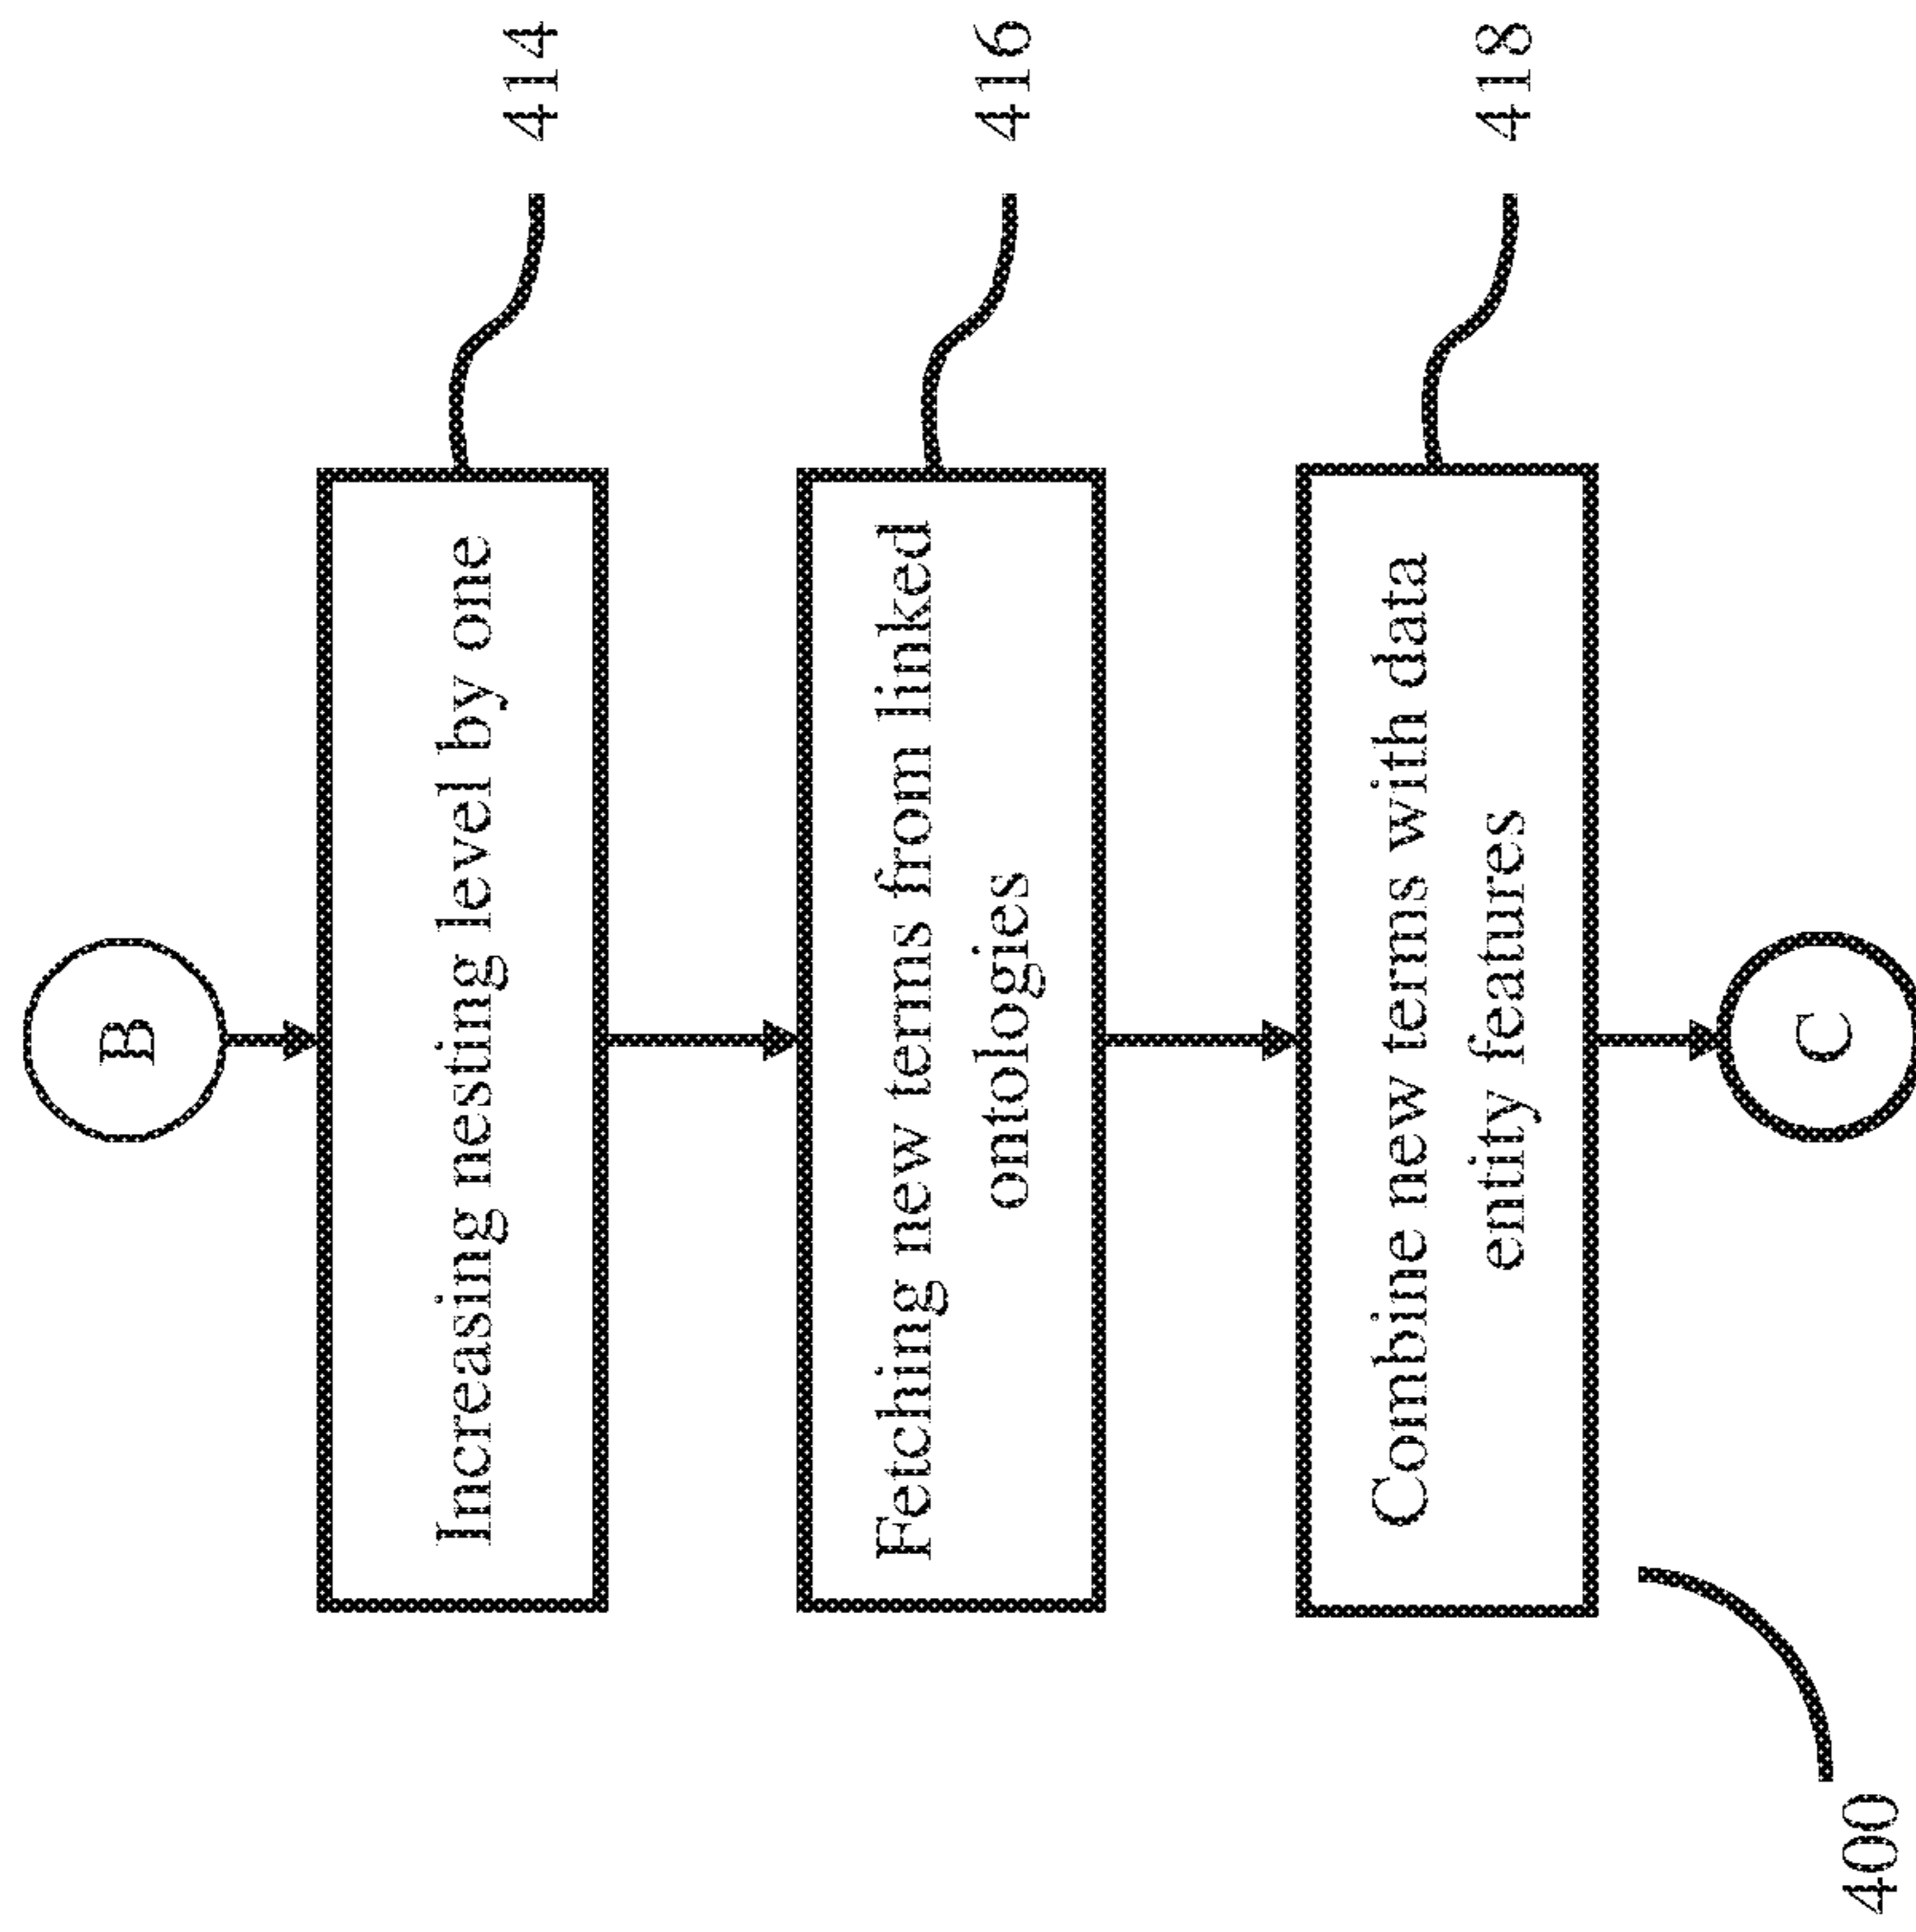 B
Increasing nesting level by one
414
Fetching new terms from linked
ontologies
416
Combine new terms with data
entity features
418
C
400